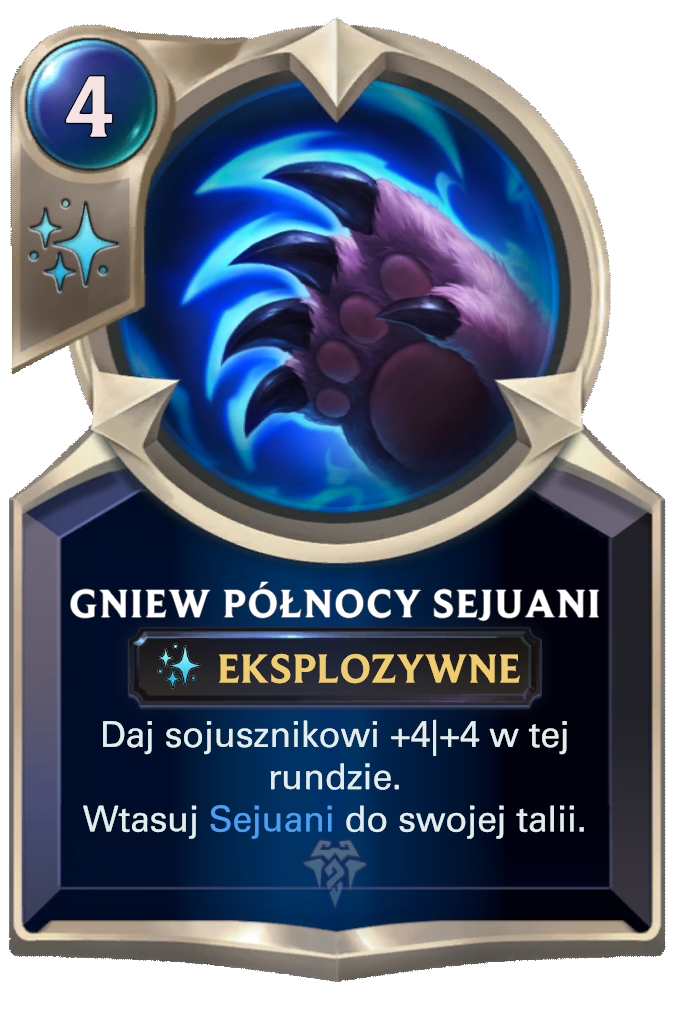 4
GNIEW PÓŁNOCY SEJUANI
EKSPLOZYWNE
Daj sojusznikowi +4|+4 w tej
rundzie.
Wtasuj Sejuani do swojej talii.